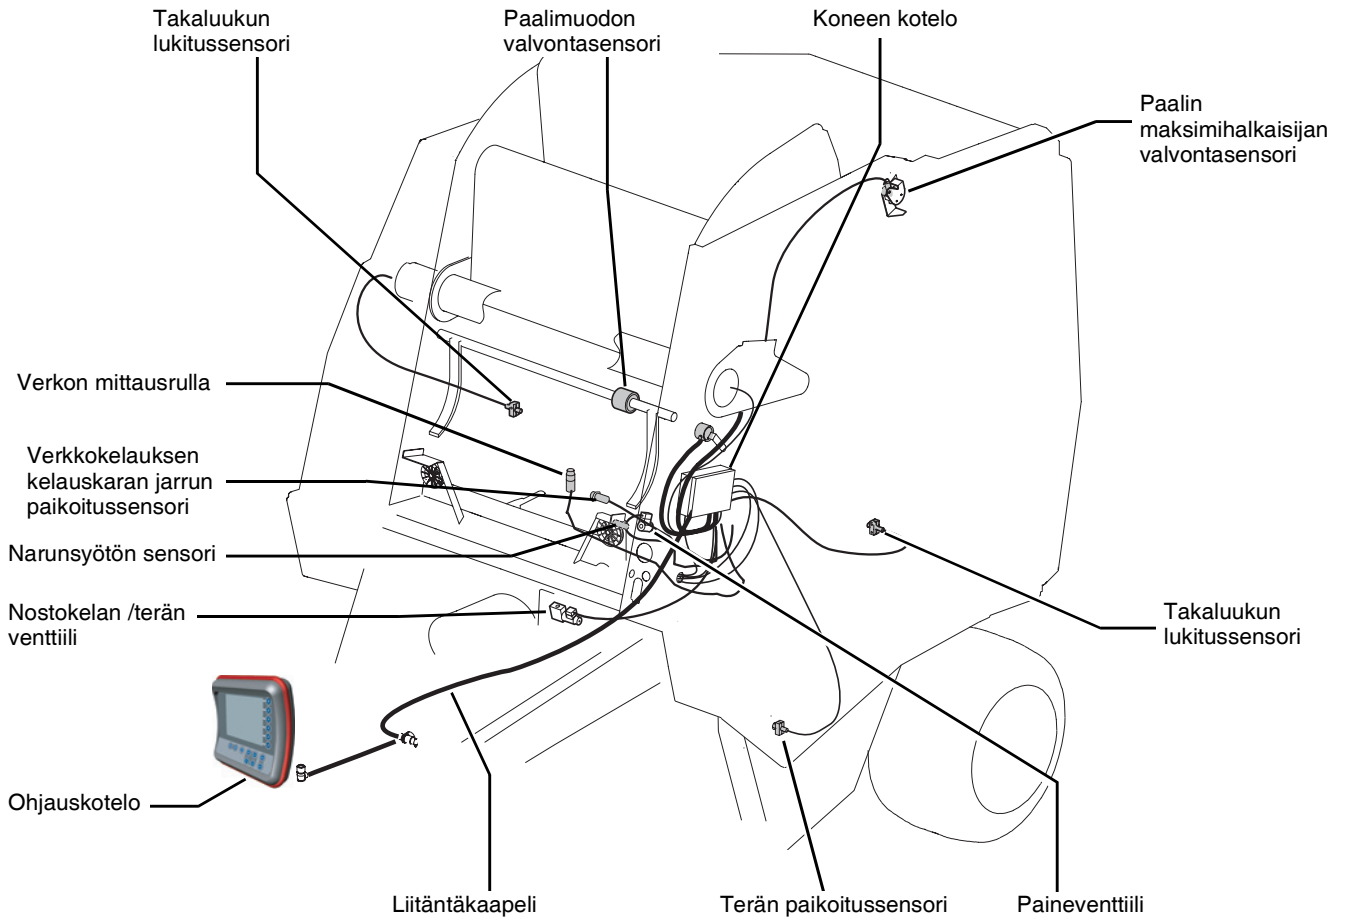 Takaluukun
lukitussensori
Paalimuodon
valvontasensori
Koneen kotelo
Paalin
maksimihalkaisijan
valvontasensori
Verkon mittausrulla
Verkkokelauksen
kelauskaran jarrun
paikoitussensori
Narunsyötön sensori
Nostokelan /terän
venttiili
Takaluukun
lukitussensori
Ohjauskotelo
Liitäntäkaapeli
Terän paikoitussensori
Paineventtiili